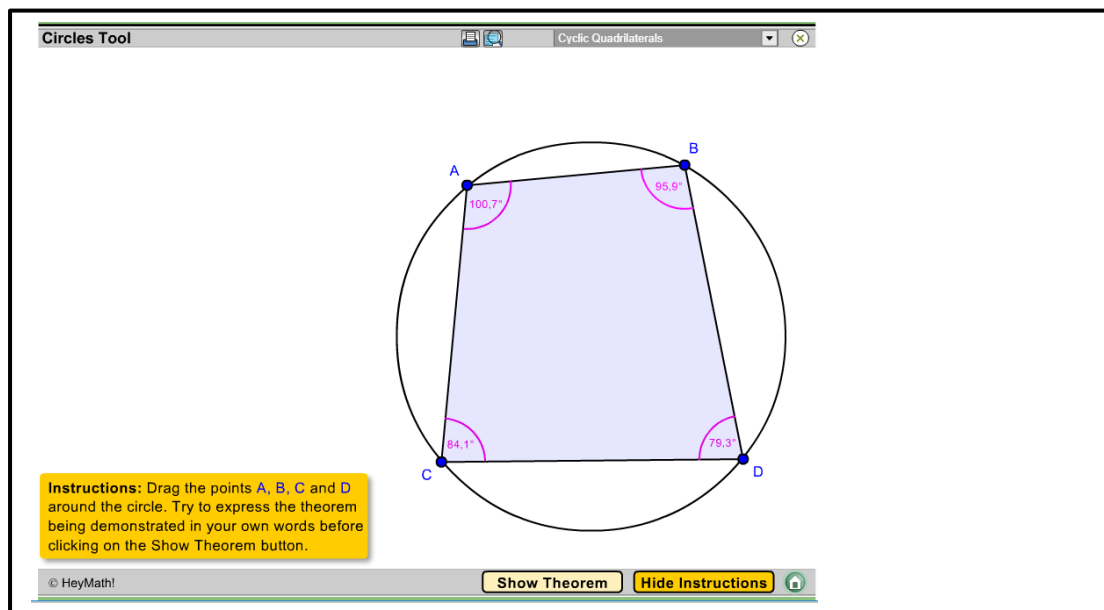 Circles Tool
Cyclic Quadrilaterals
B
A
95,9°
100,7°
84,1°
79,3°
C
D
Instructions: Drag the points A, B, C and D
around the circle. Try to express the theorem
being demonstrated in your own words before
clicking on the Show Theorem button.
© HeyMath!
Show Theorem
Hide Instructions